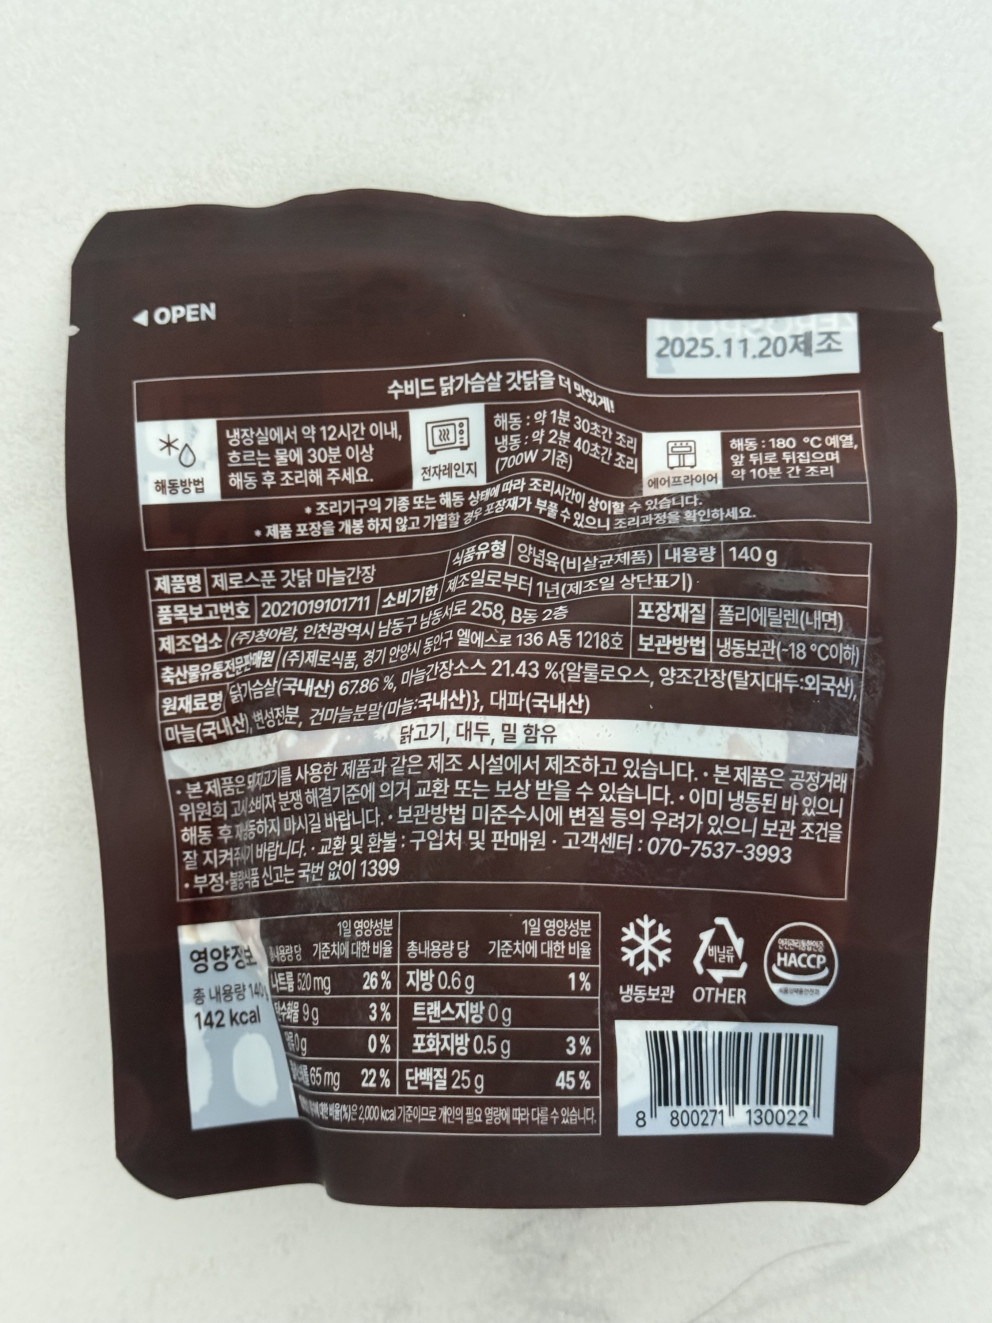 ◀ OPEN
2025.11.20제조
수비드 닭가슴살 갓닭을 더 맛있게!
해동방법
냉장실에서 약 12시간 이내,
흐르는 물에 30분 이상
해동 후 조리해 주세요.
전자레인지
해동 : 약 1분 30초간 조리
냉동 : 약 2분 40초간 조리
(700W 기준)
에어프라이어
해동 : 180 °C 예열,
앞 뒤로 뒤집으며
약 10분 간 조리
* 조리기구의 기종 또는 해동 상태에 따라 조리시간이 상이할 수 있습니다.
* 제품 포장을 개봉 하지 않고 가열할 경우 포장재가 부풀 수 있으니 조리과정을 확인하세요.
제품명 제로스푼 갓닭 마늘간장 식품유형 양념육(비살균제품) 내용량 140 g
품목보고번호 2021019101711 소비기한 제조일로부터 1년(제조일 상단표기)
제조업소 (주)청아람, 인천광역시 남동구 남동서로 258, B동 2층 포장재질 폴리에틸렌(내면)
축산물유통전문판매원 (주)제로식품, 경기 안양시 동안구 엘에스로 136 A동 1218호 보관방법 냉동보관(-18 °C이하)
원재료명 닭가슴살(국내산) 67.86 %, 마늘간장소스 21.43 %{알룰로오스, 양조간장(탈지대두:외국산),
마늘(국내산), 변성전분, 건마늘분말(마늘:국내산)}, 대파(국내산)
닭고기, 대두, 밀 함유
· 본 제품은 돼지고기를 사용한 제품과 같은 제조 시설에서 제조하고 있습니다. · 본 제품은 공정거래
위원회 고시 소비자 분쟁 해결기준에 의거 교환 또는 보상 받을 수 있습니다. · 이미 냉동된 바 있으니
해동 후 재냉동하지 마시길 바랍니다. · 보관방법 미준수시에 변질 등의 우려가 있으니 보관 조건을
잘 지켜주시기 바랍니다. · 교환 및 환불 : 구입처 및 판매원 · 고객센터 : 070-7537-3993
· 부정·불량식품 신고는 국번 없이 1399
영양정보
총 내용량 140 g
142 kcal
총내용량 당 1일 영양성분 기준치에 대한 비율 총내용량 당 1일 영양성분 기준치에 대한 비율
나트륨 520 mg 26 % 지방 0.6 g 1 %
탄수화물 9 g 3 % 트랜스지방 0 g
당류 0 g 0 % 포화지방 0.5 g 3 %
콜레스테롤 65 mg 22 % 단백질 25 g 45 %
대한 비율(%)은 2,000 kcal 기준이므로 개인의 필요 열량에 따라 다를 수 있습니다.
냉동보관
비닐류
OTHER
안전관리통합인증
HACCP
8 800271 130022